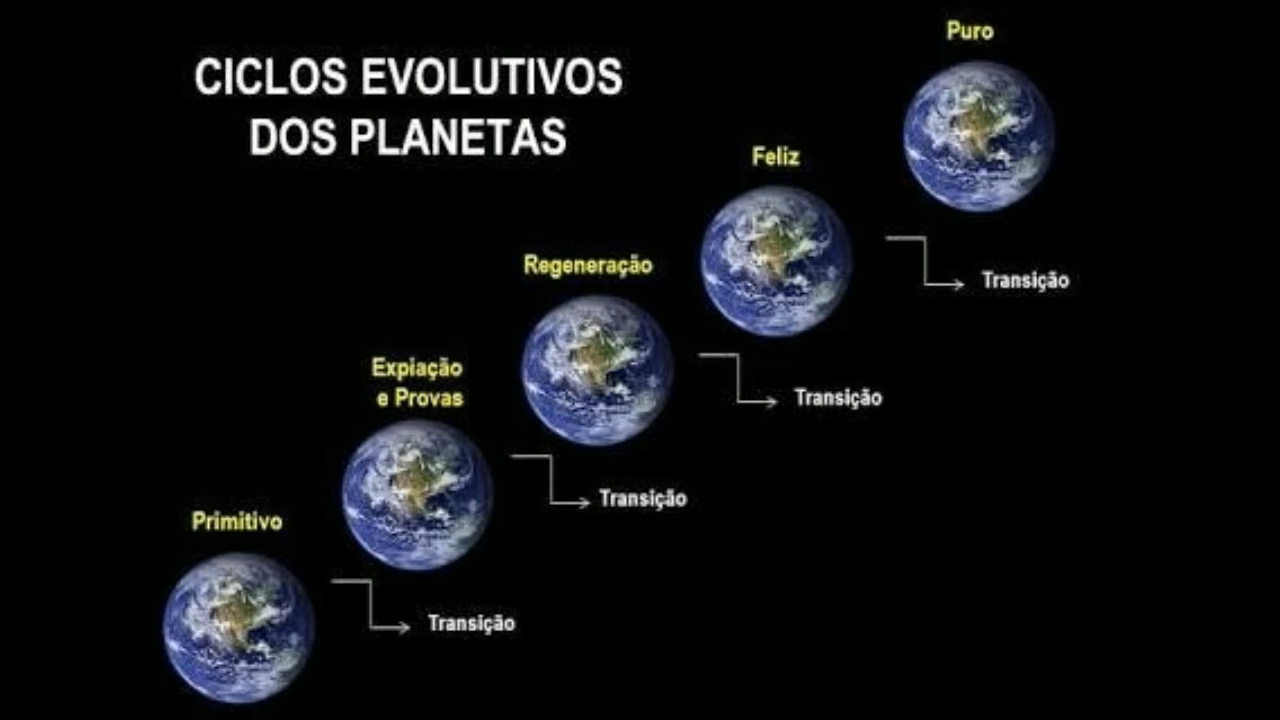 CICLOS EVOLUTIVOS
DOS PLANETAS
Puro
Feliz
Transição
Regeneração
Transição
Expiação
e Provas
Transição
Primitivo
Transição